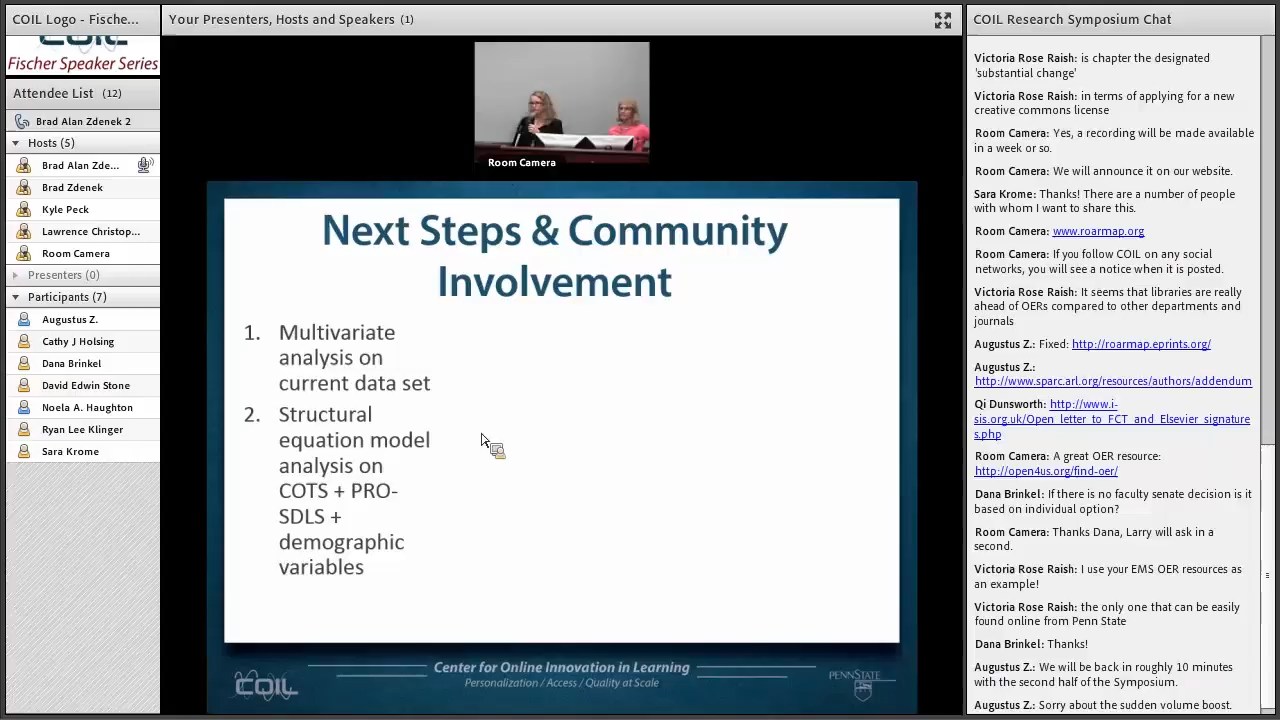 COIL Logo - Fische...
COIL
Fischer Speaker Series
Attendee List (12)
Brad Alan Zdenek 2
Hosts (5)
Brad Alan Zde...
Brad Zdenek
Kyle Peck
Lawrence Christop...
Room Camera
Presenters (0)
Participants (7)
Augustus Z.
Cathy J Holsing
Dana Brinkel
David Edwin Stone
Noela A. Haughton
Ryan Lee Klinger
Sara Krome
Your Presenters, Hosts and Speakers (1)
Room Camera
Next Steps & Community
Involvement
1. Multivariate
analysis on
current data set
2. Structural
equation model
analysis on
COTS + PRO-
SDLS +
demographic
variables
COIL
Center for Online Innovation in Learning
Personalization / Access / Quality at Scale
PENNSTATE
COIL Research Symposium Chat
Victoria Rose Raish: is chapter the designated
'substantial change'
Victoria Rose Raish: in terms of applying for a new
creative commons license
Room Camera: Yes, a recording will be made available
in a week or so.
Room Camera: We will announce it on our website.
Sara Krome: Thanks! There are a number of people
with whom I want to share this.
Room Camera: www.roarmap.org
Room Camera: If you follow COIL on any social
networks, you will see a notice when it is posted.
Victoria Rose Raish: It seems that libraries are really
ahead of OERs compared to other departments and
journals
Augustus Z.: Fixed: http://roarmap.eprints.org/
Augustus Z.:
http://www.sparc.arl.org/resources/authors/addendum
Qi Dunsworth: http://www.i-
sis.org.uk/Open_letter_to_FCT_and_Elsevier_signature
s.php
Room Camera: A great OER resource:
http://open4us.org/find-oer/
Dana Brinkel: If there is no faculty senate decision is it
based on individual option?
Room Camera: Thanks Dana, Larry will ask in a
second.
Victoria Rose Raish: I use your EMS OER resources as
an example!
Victoria Rose Raish: the only one that can be easily
found online from Penn State
Dana Brinkel: Thanks!
Augustus Z.: We will be back in roughly 10 minutes
with the second half of the Symposium.
Augustus Z.: Sorry about the sudden volume boost.